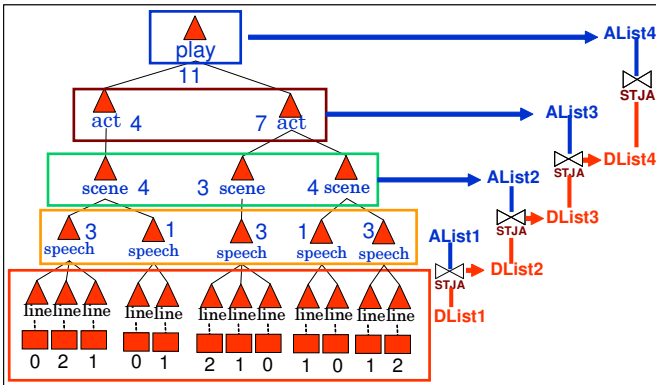 play
AList4
11
STJA
act 4
7 act
AList3
STJA
DList4
scene 4
3 scene
4 scene
AList2
STJA
DList3
3
1
3
1
3
speech
speech
speech
speech
speech
AList1
STJA
DList2
line line line
line line
line line line
line line
line line
DList1
0 2 1
0 1
2 1 0
1 0
1 2